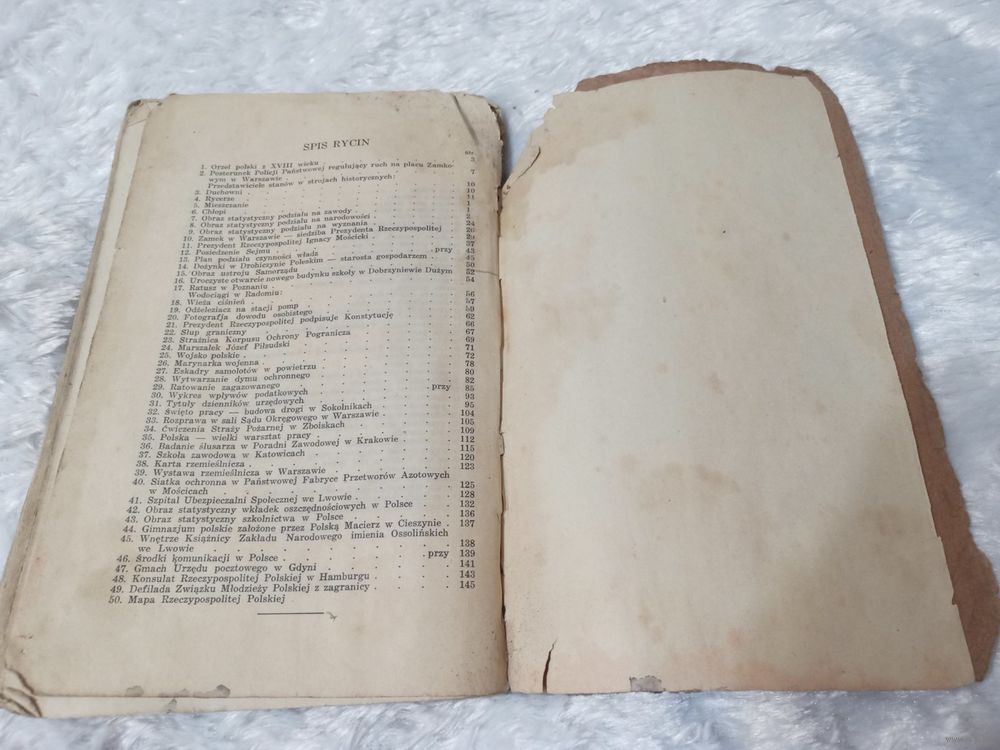 SPIS RYCIN
str.
1. Orzeł polski z XVIII wieku . . . . 3
2. Posterunek Policji Państwowej regulujący ruch na placu Zamko-
wym w Warszawie . . . . 7
Przedstawiciele stanów w strojach historycznych:
3. Duchowni . . . . 10
4. Rycerze . . . . 10
5. Mieszczanie . . . . 11
6. Chłopi
7. Obraz statystyczny podziału na zawody
8. Obraz statystyczny podziału na narodowości
9. Obraz statystyczny podziału na wyznania . . . . 24
10. Zamek w Warszawie — siedziba Prezydenta Rzeczypospolitej . 26
11. Prezydent Rzeczypospolitej Ignacy Mościcki . . . . 29
12. Posiedzenie Sejmu . . . . 37
13. Plan podziału czynności władz . . . . przy 43
14. Dożynki w Drohiczynie Poleskim — starosta gospodarzem . 45
15. Obraz ustroju Samorządu . . . . 50
16. Uroczyste otwarcie nowego budynku szkoły w Dobrzyniewie Dużym 52
17. Ratusz w Poznaniu . . . . 54
Wodociągi w Radomiu:
18. Wieża ciśnień . . . . 56
19. Odżeleziacz na stacji pomp . . . . 57
20. Fotografja dowodu osobistego . . . . 59
21. Prezydent Rzeczypospolitej podpisuje Konstytucję . . . . 62
22. Słup graniczny . . . . 66
23. Strażnica Korpusu Ochrony Pogranicza . . . . 67
24. Marszałek Józef Piłsudski . . . . 69
25. Wojsko polskie . . . . 71
26. Marynarka wojenna . . . . 72
27. Eskadry samolotów w powietrzu . . . . 78
28. Wytwarzanie dymu ochronnego . . . . 80
29. Ratowanie zagazowanego . . . . 82
30. Wykres wpływów podatkowych . . . . przy 85
31. Tytuły dzienników urzędowych . . . . 93
32. Święto pracy — budowa drogi w Sokolnikach . . . . 95
33. Rozprawa w sali Sądu Okręgowego w Warszawie . . . . 104
34. Ćwiczenia Straży Pożarnej w Zboiskach . . . . 105
35. Polska — wielki warsztat pracy . . . . 109
36. Badanie ślusarza w Poradni Zawodowej w Krakowie . . . . 112
37. Szkoła zawodowa w Katowicach . . . . 115
38. Karta rzemieślnicza . . . . 120
39. Wystawa rzemieślnicza w Warszawie . . . . 123
40. Siatka ochronna w Państwowej Fabryce Przetworów Azotowych
w Mościcach . . . . 125
41. Szpital Ubezpieczalni Społecznej we Lwowie . . . . 128
42. Obraz statystyczny wkładek oszczędnościowych w Polsce . . 132
43. Obraz statystyczny szkolnictwa w Polsce . . . . 136
44. Gimnazjum polskie założone przez Polską Macierz w Cieszynie . 137
45. Wnętrze Książnicy Zakładu Narodowego imienia Ossolińskich
we Lwowie . . . . 138
46. Środki komunikacji w Polsce . . . . przy 139
47. Gmach Urzędu pocztowego w Gdyni . . . . 141
48. Konsulat Rzeczypospolitej Polskiej w Hamburgu . . . . 143
49. Defilada Związku Młodzieży Polskiej z zagranicy . . . . 145
50. Mapa Rzeczypospolitej Polskiej